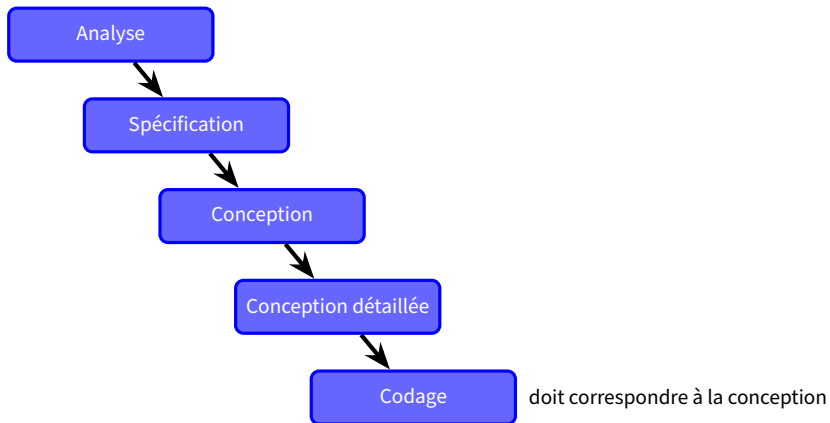 Analyse
Spécification
Conception
Conception détaillée
Codage
doit correspondre à la conception